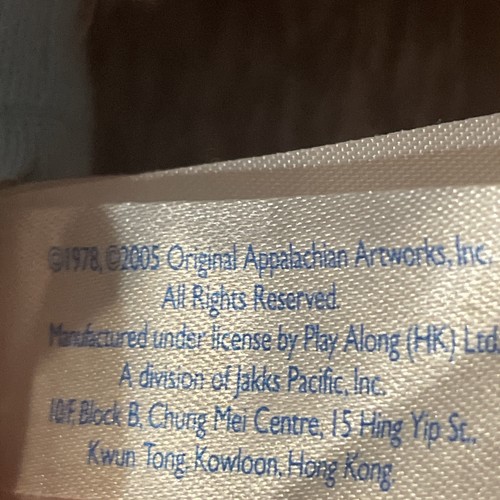 ©1978, ©2005 Original Appalachian Artworks, Inc.
All Rights Reserved.
Manufactured under license by Play Along (HK) Ltd.
A division of Jakks Pacific, Inc.
10/F, Block B, Chung Mei Centre, 15 Hing Yip St.,
Kwun Tong, Kowloon, Hong Kong